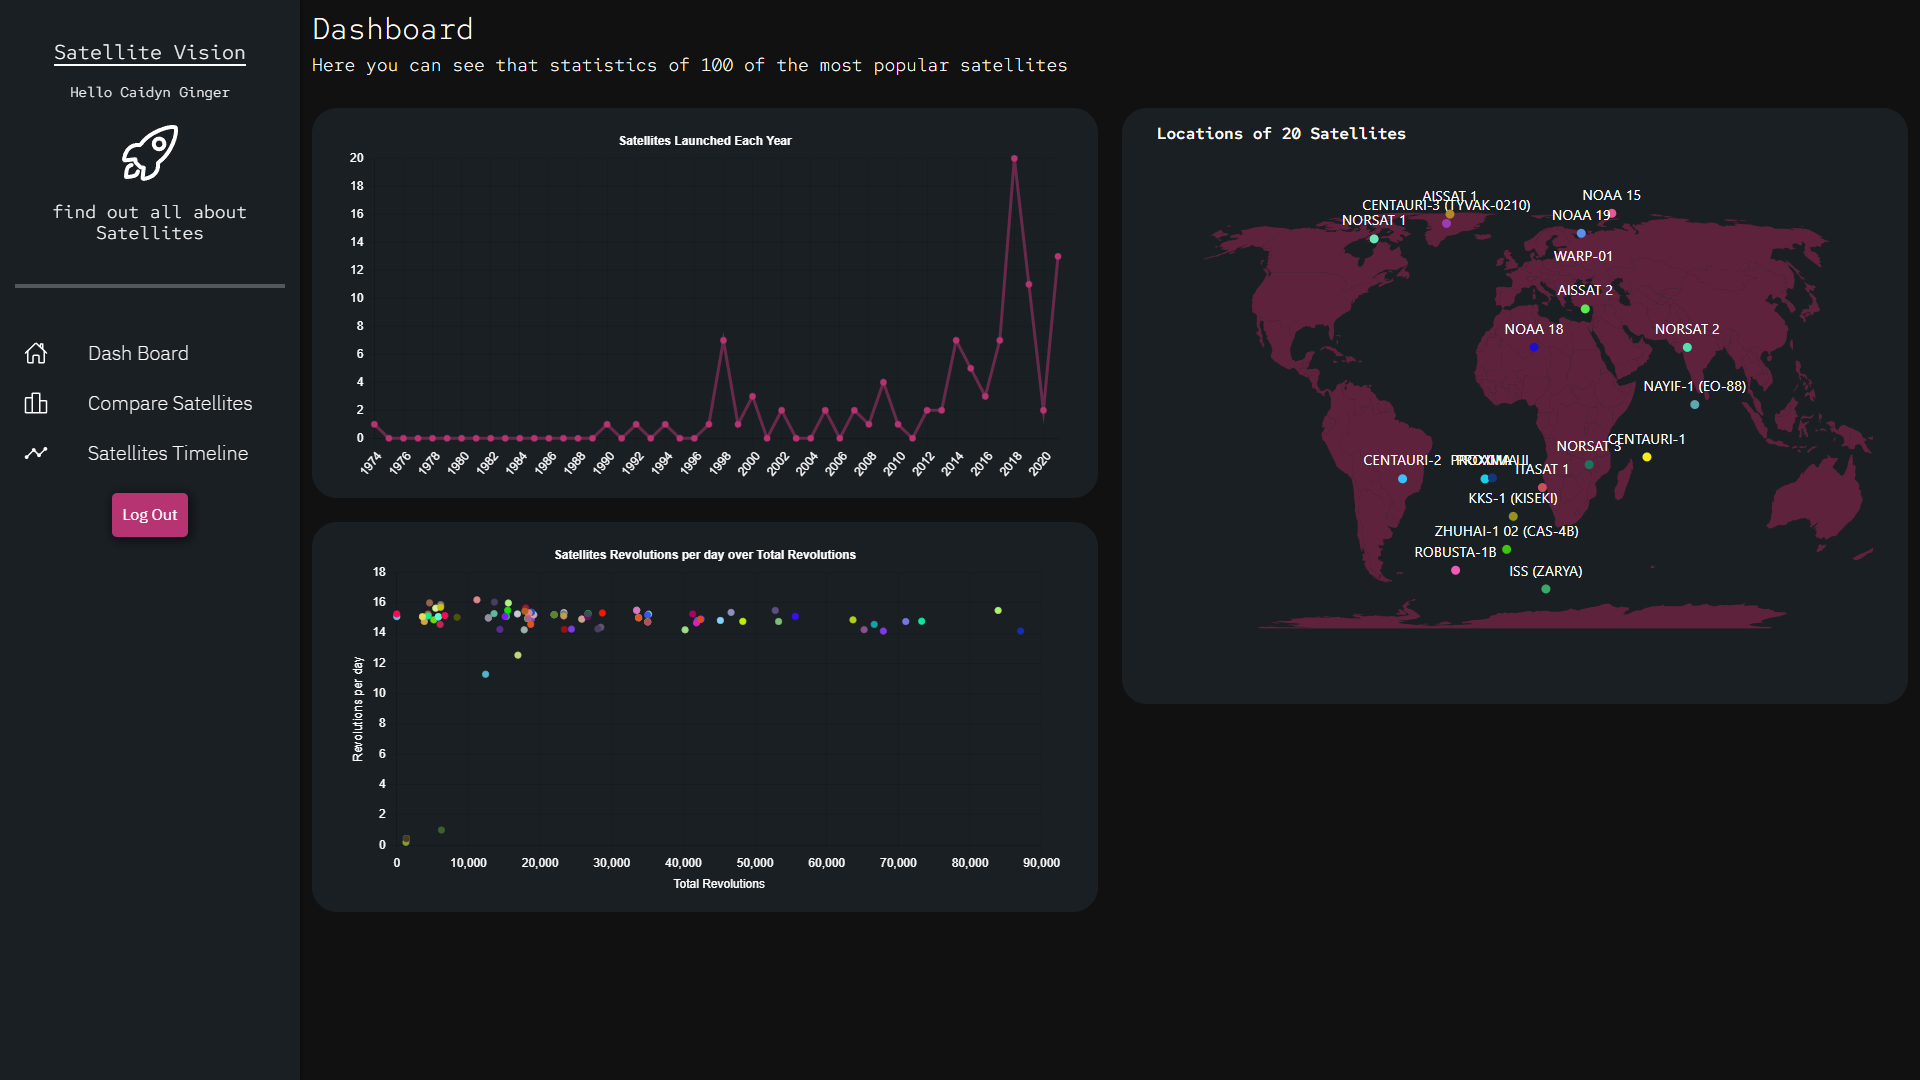 Satellite Vision
Hello Caidyn Ginger
find out all about
Satellites
Dash Board
Compare Satellites
Satellites Timeline
Log Out
Dashboard
Here you can see that statistics of 100 of the most popular satellites
Satellites Launched Each Year
20
18
16
14
12
10
8
6
4
2
0
1974
1976
1978
1980
1982
1984
1986
1988
1990
1992
1994
1996
1998
2000
2002
2004
2006
2008
2010
2012
2014
2016
2018
2020
Satellites Revolutions per day over Total Revolutions
Revolutions per day
18
16
14
12
10
8
6
4
2
0
0
10,000
20,000
30,000
40,000
50,000
60,000
70,000
80,000
90,000
Total Revolutions
Locations of 20 Satellites
AISSAT 1
NOAA 15
CENTAURI-3 (TYVAK-0210)
NOAA 19
NORSAT 1
WARP-01
AISSAT 2
NOAA 18
NORSAT 2
NAYIF-1 (EO-88)
CENTAURI-1
NORSAT 3
CENTAURI-2
ITASAT 1
KKS-1 (KISEKI)
ZHUHAI-1 02 (CAS-4B)
ROBUSTA-1B
ISS (ZARYA)